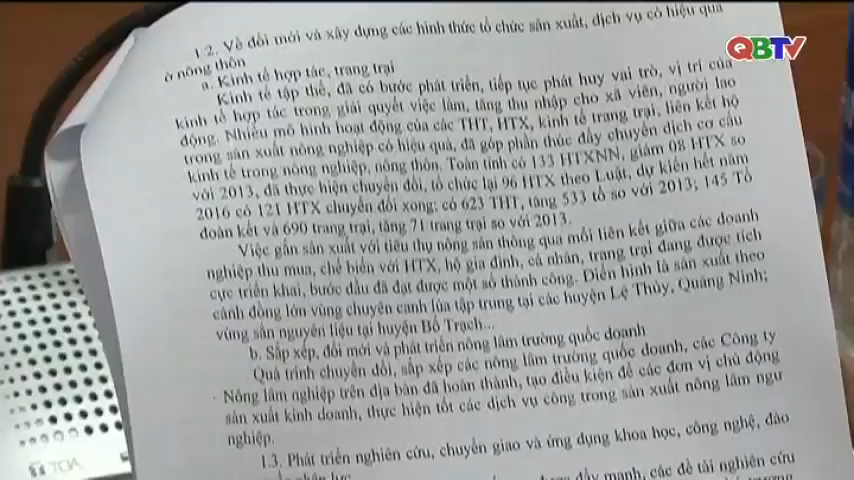 1.2. Về đổi mới và xây dựng các hình thức tổ chức sản xuất, dịch vụ có hiệu quả
ở nông thôn
QBTV
a. Kinh tế hợp tác, trang trại
Kinh tế tập thể, đã có bước phát triển, tiếp tục phát huy vai trò, vị trí của
kinh tế hợp tác trong giải quyết việc làm, tăng thu nhập cho xã viên, người lao
động. Nhiều mô hình hoạt động của các THT, HTX, kinh tế trang trại, liên kết hộ
trong sản xuất nông nghiệp có hiệu quả, đã góp phần thúc đẩy chuyển dịch cơ cấu
kinh tế trong nông nghiệp, nông thôn. Toàn tỉnh có 133 HTXNN, giảm 08 HTX so
với 2013, đã thực hiện chuyển đổi, tổ chức lại 96 HTX theo Luật, dự kiến hết năm
2016 có 121 HTX chuyển đổi xong; có 623 THT, tăng 533 tổ so với 2013; 145 Tổ
đoàn kết và 690 trang trại, tăng 71 trang trại so với 2013.
Việc gắn sản xuất với tiêu thụ nông sản thông qua mối liên kết giữa các doanh
nghiệp thu mua, chế biến với HTX, hộ gia đình, cá nhân, trang trại đang được tích
cực triển khai, bước đầu đã đạt được một số thành công. Điển hình là sản xuất theo
cánh đồng lớn vùng chuyên canh lúa tập trung tại các huyện Lệ Thủy, Quảng Ninh;
vùng sắn nguyên liệu tại huyện Bố Trạch...
b. Sắp xếp, đổi mới và phát triển nông lâm trường quốc doanh
Quá trình chuyển đổi, sắp xếp các nông lâm trường quốc doanh, các Công ty
Nông lâm nghiệp trên địa bàn đã hoàn thành, tạo điều kiện để các đơn vị chủ động
sản xuất kinh doanh, thực hiện tốt các dịch vụ công trong sản xuất nông lâm ngư
nghiệp.
1.3. Phát triển nghiên cứu, chuyển giao và ứng dụng khoa học, công nghệ, đào
nhân lực
được đẩy mạnh, các đề tài nghiên cứu
TOA